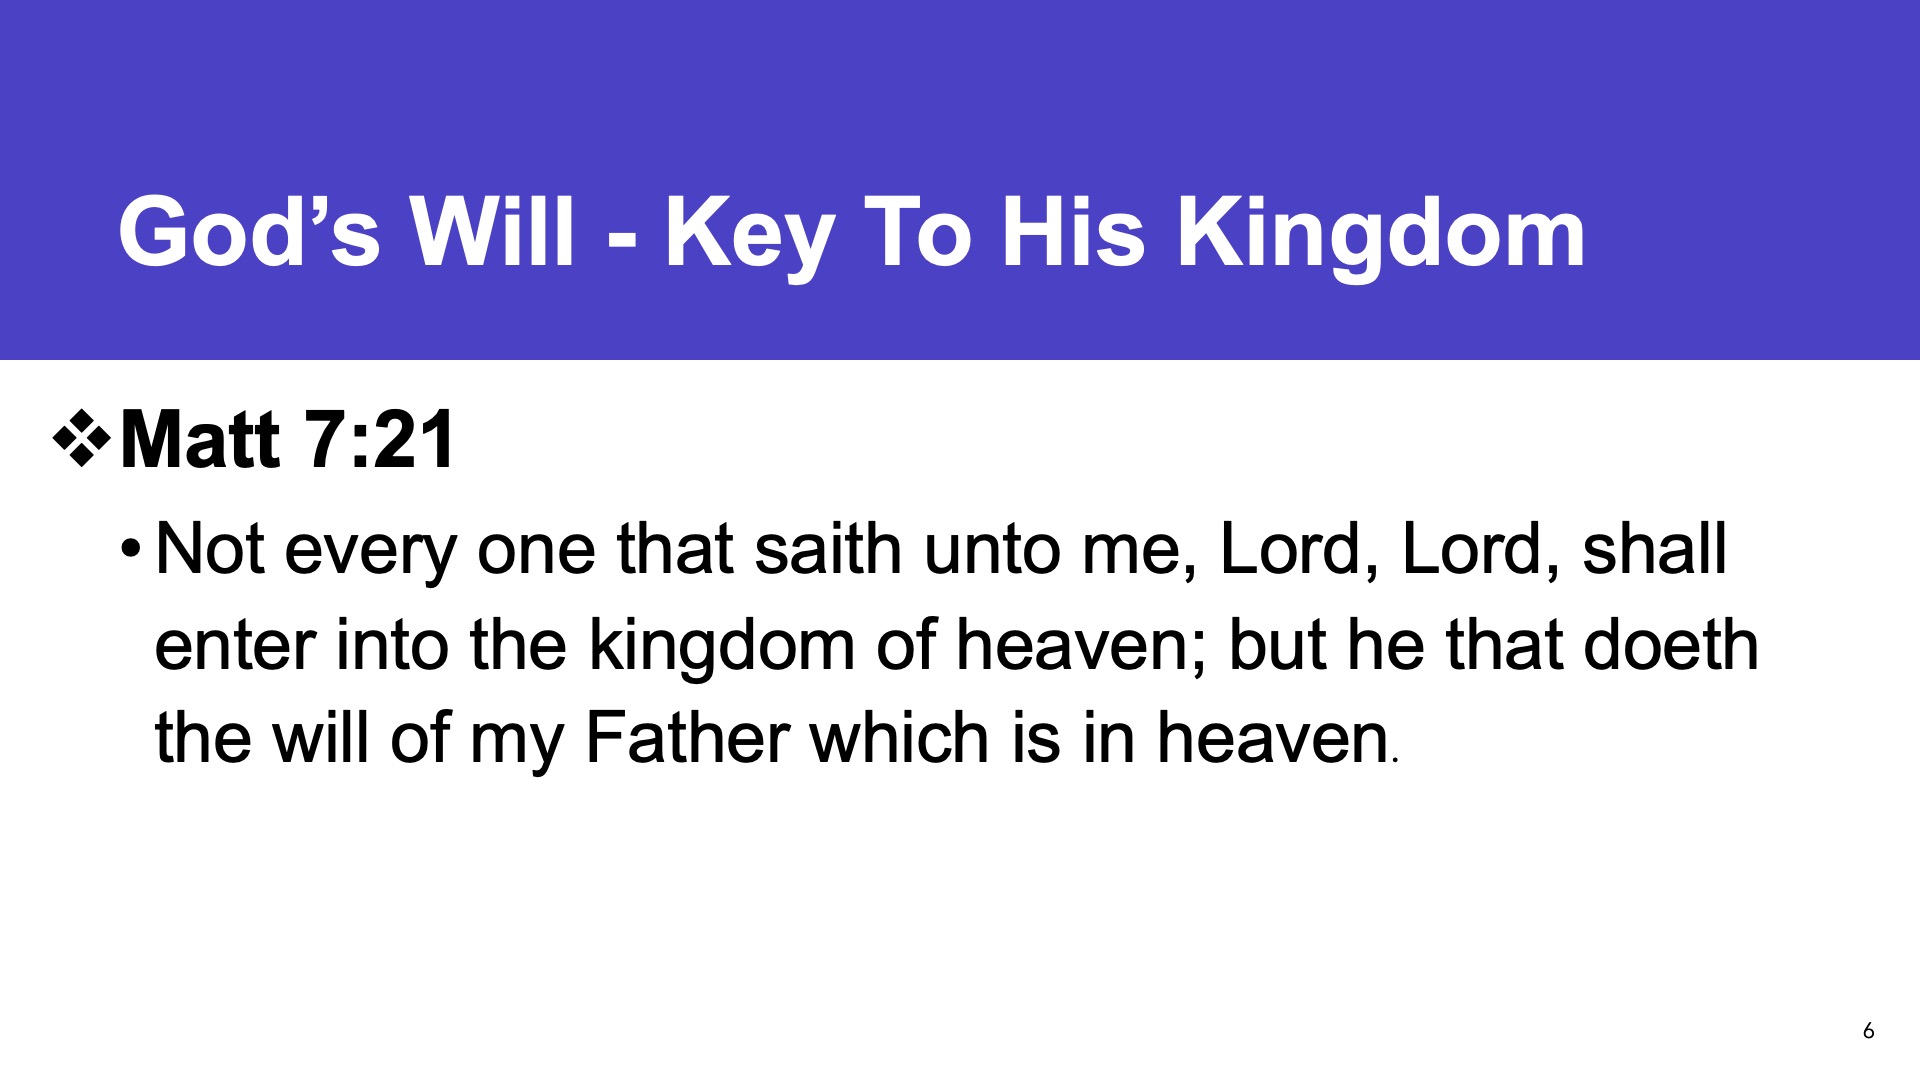 God’s Will - Key To His Kingdom
❖Matt 7:21
•Not every one that saith unto me, Lord, Lord, shall
enter into the kingdom of heaven; but he that doeth
the will of my Father which is in heaven.
6